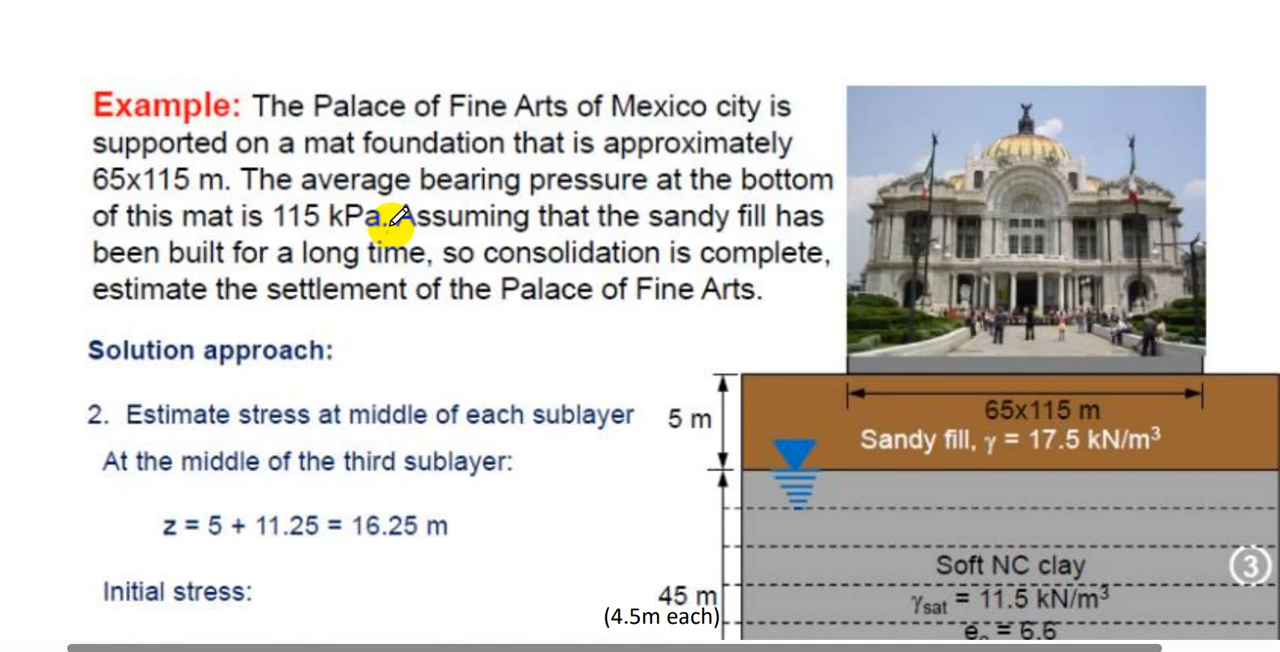 Example: The Palace of Fine Arts of Mexico city is
supported on a mat foundation that is approximately
65x115 m. The average bearing pressure at the bottom
of this mat is 115 kPa. Assuming that the sandy fill has
been built for a long time, so consolidation is complete,
estimate the settlement of the Palace of Fine Arts.
Solution approach:
2. Estimate stress at middle of each sublayer
At the middle of the third sublayer:
z = 5 + 11.25 = 16.25 m
Initial stress:
5 m
65x115 m
Sandy fill, γ = 17.5 kN/m³
Soft NC clay
3
45 m
(4.5m each)
γsat = 11.5 kN/m³
eₒ = 6.6